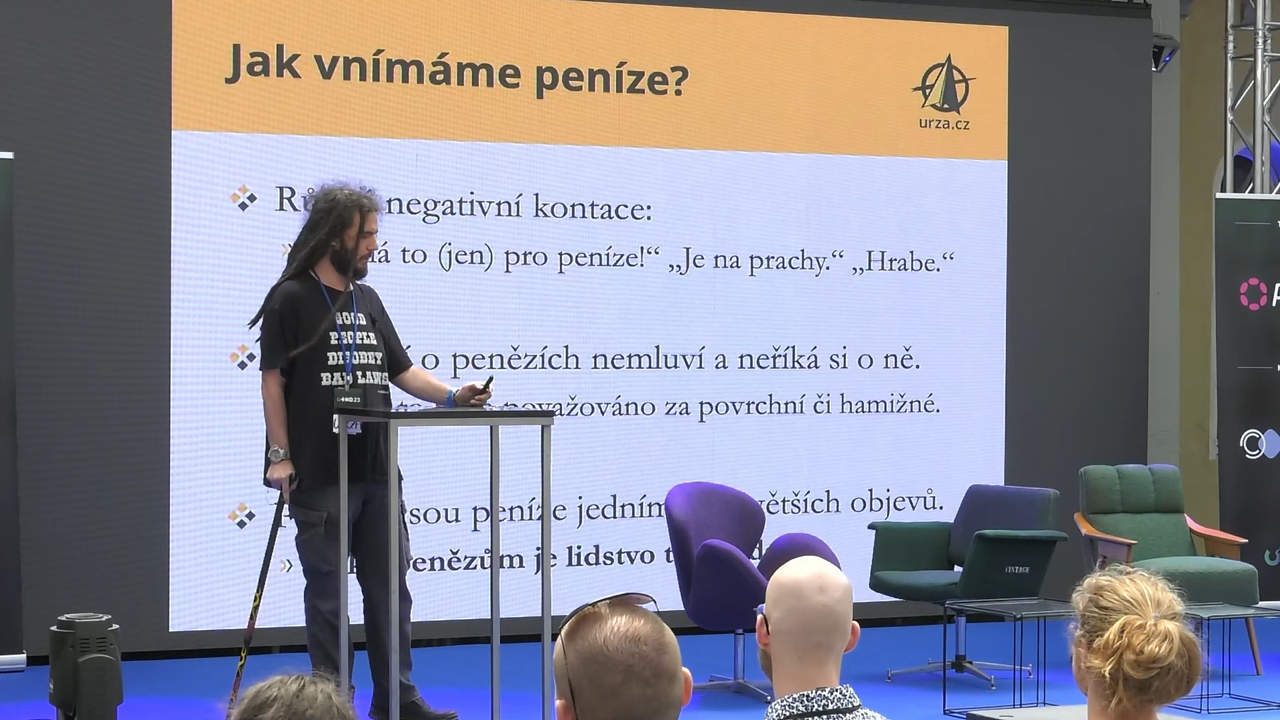 Jak vnímáme peníze?
urza.cz
negativní kontace:
to (jen) pro peníze!“ „Je na prachy.“ „Hrabe.“
o penězích nemluví a neříká si o ně.
považováno za povrchní či hamižné.
jsou peníze jedním větších objevů.
penězům je lidstvo
GOOD
PEOPLE
DISOBEY
BAD LAWS
VINTAGE